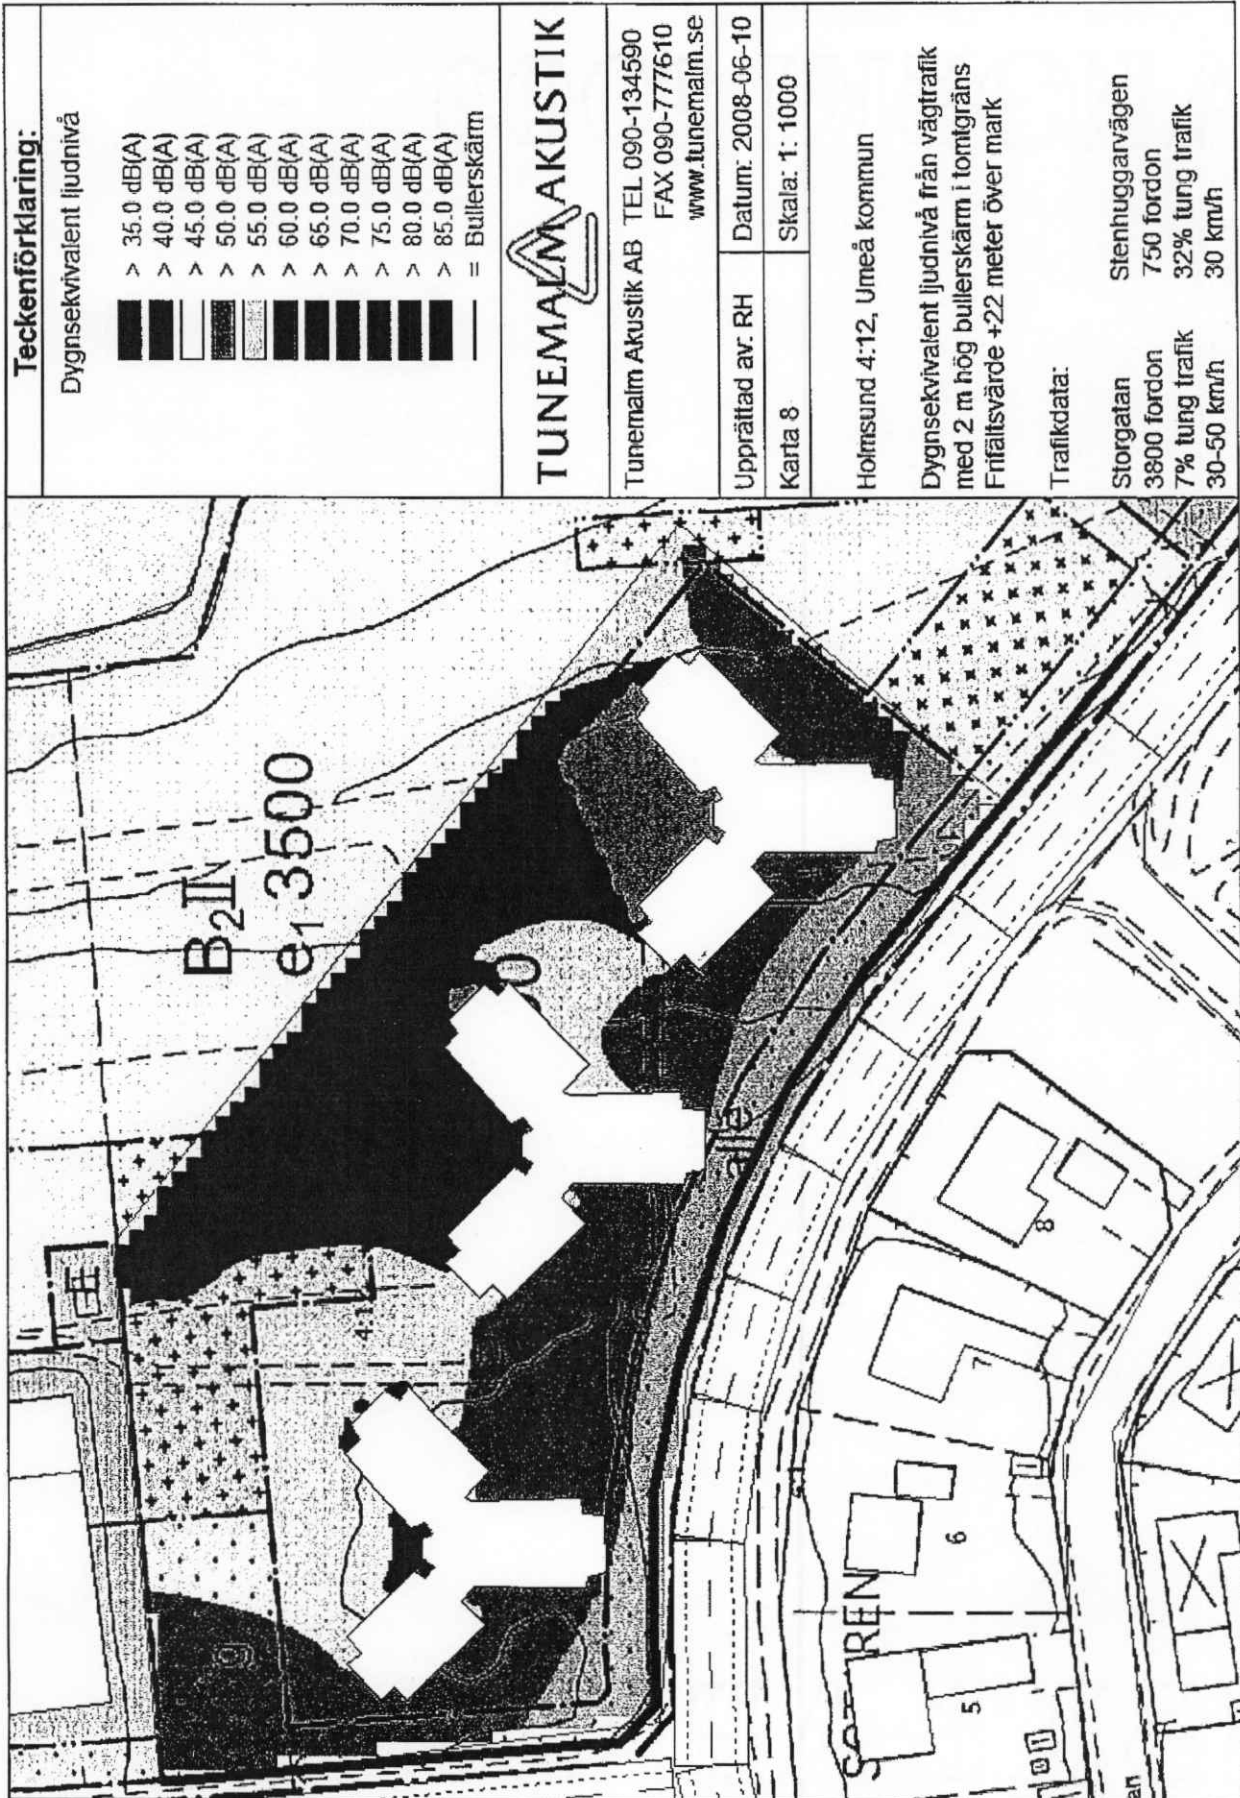 Teckenförklaring:
Dygnsekvivalent ljudnivå
> 35.0 dB(A)
> 40.0 dB(A)
> 45.0 dB(A)
> 50.0 dB(A)
> 55.0 dB(A)
> 60.0 dB(A)
> 65.0 dB(A)
> 70.0 dB(A)
> 75.0 dB(A)
> 80.0 dB(A)
> 85.0 dB(A)
= Bullerskärm
TUNEMALM AKUSTIK
Tunemalm Akustik AB TEL 090-134590
FAX 090-7777610
www.tunemalm.se
Upprättad av: RH
Datum: 2008-06-10
Karta 8
Skala: 1: 1000
Holmsund 4:12, Umeå kommun
Dygnsekvivalent ljudnivå från vägtrafik
med 2 m hög bullerskärm i tomtgräns
Frifältsvärde +22 meter över mark
Trafikdata:
Storgatan
3800 fordon
7% tung trafik
30-50 km/h
Stenhuggarvägen
750 fordon
32% tung trafik
30 km/h
B2II
e1 3500
allé
8
7
6
5